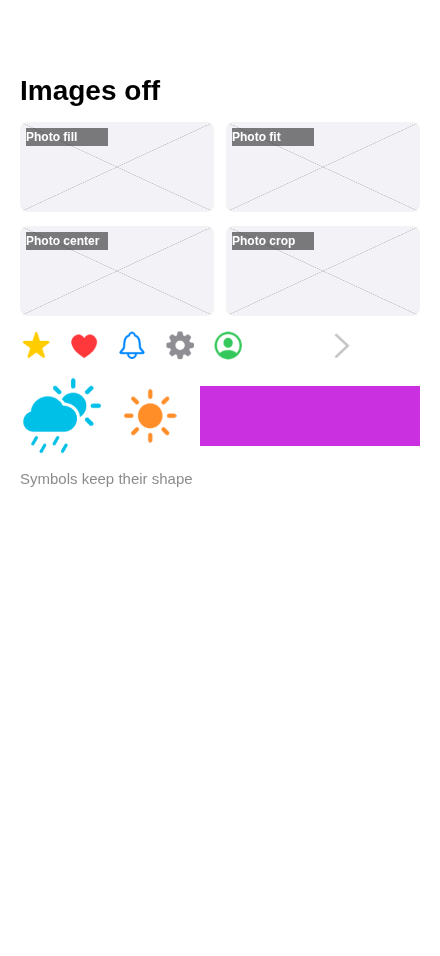 Images off
Photo fill
Photo fit
Photo center
Photo crop
Symbols keep their shape